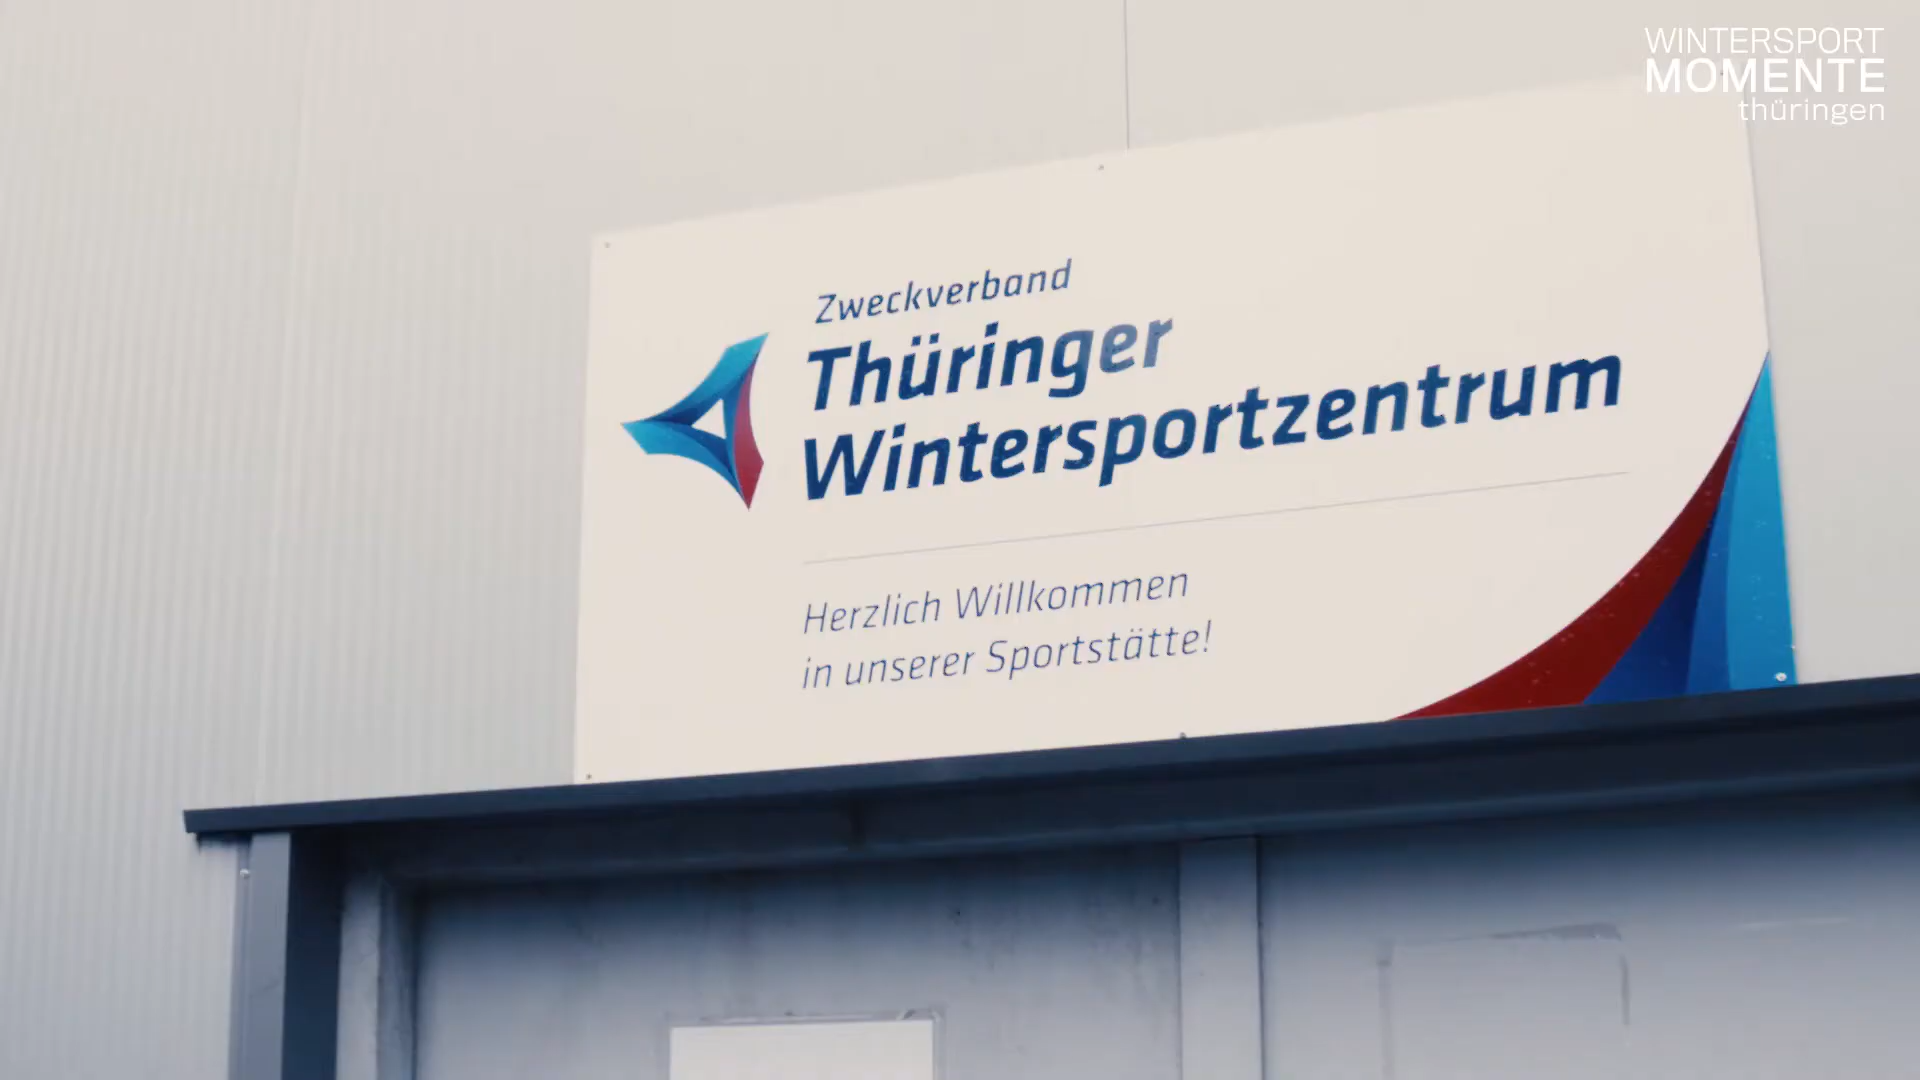 WINTERSPORT
MOMENTE
thüringen
Zweckverband
Thüringer
Wintersportzentrum
Herzlich Willkommen
in unserer Sportstätte!